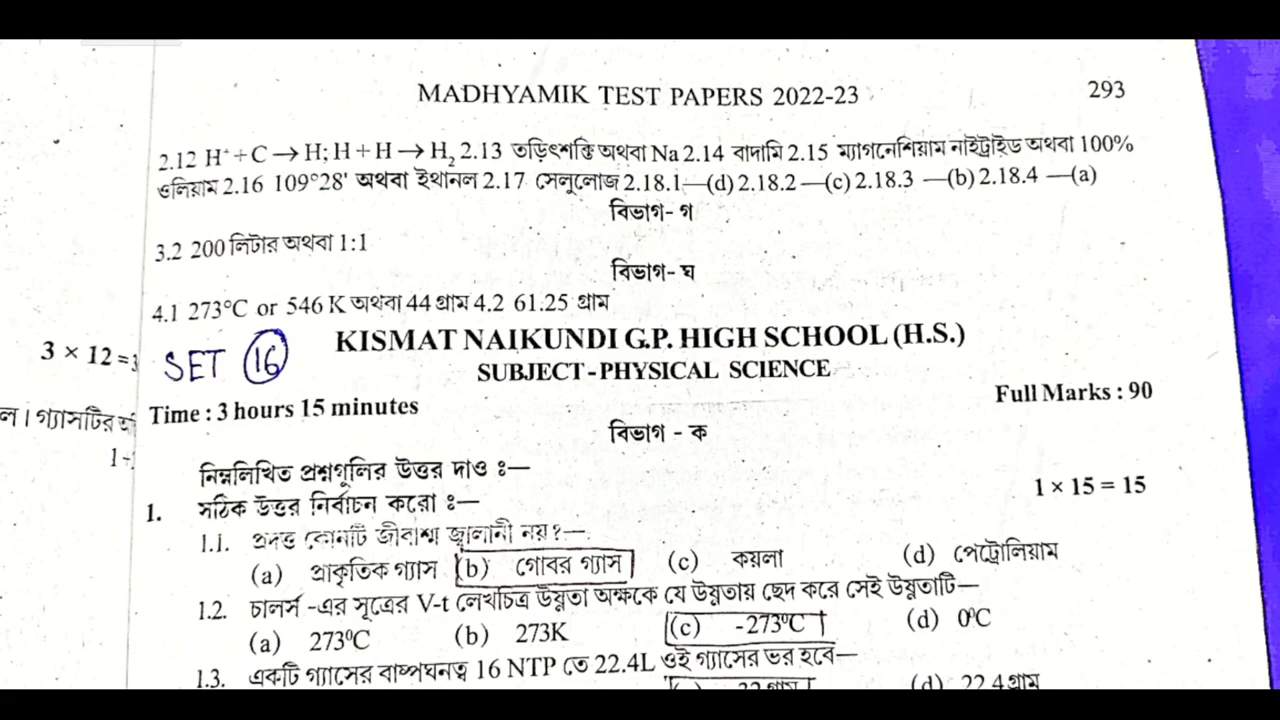 MADHYAMIK TEST PAPERS 2022-23
293
2.12 H⁺+C→H; H+H→H₂ 2.13 তড়িৎশক্তি অথবা Na 2.14 বাদামি 2.15 ম্যাগনেশিয়াম নাইট্রাইড অথবা 100%
ওলিয়াম 2.16 109°28' অথবা ইথানল 2.17 সেলুলোজ 2.18.1—(d) 2.18.2—(c) 2.18.3 —(b) 2.18.4 —(a)
বিভাগ- গ
3.2 200 লিটার অথবা 1:1
বিভাগ- ঘ
4.1 273°C or 546 K অথবা 44 গ্রাম 4.2 61.25 গ্রাম
3 × 12 =
SET 16
KISMAT NAIKUNDI G.P. HIGH SCHOOL (H.S.)
SUBJECT-PHYSICAL SCIENCE
ল। গ্যাসটির
Time : 3 hours 15 minutes
Full Marks : 90
বিভাগ - ক
নিম্নলিখিত প্রশ্নগুলির উত্তর দাও ঃ—
1. সঠিক উত্তর নির্বাচন করো ঃ—
1 × 15 = 15
1.1. প্রদত্ত কোনটি জীবাশ্ম জ্বালানী নয়?—
(a) প্রাকৃতিক গ্যাস (b) গোবর গ্যাস (c) কয়লা (d) পেট্রোলিয়াম
1.2. চার্লস -এর সূত্রের V-t লেখচিত্র উষ্ণতা অক্ষকে যে উষ্ণতায় ছেদ করে সেই উষ্ণতাটি—
(a) 273⁰C (b) 273K (c) -273⁰C (d) 0⁰C
1.3. একটি গ্যাসের বাষ্পঘনত্ব 16 NTP তে 22.4L ওই গ্যাসের ভর হবে—
(d) 22.4গ্রাম